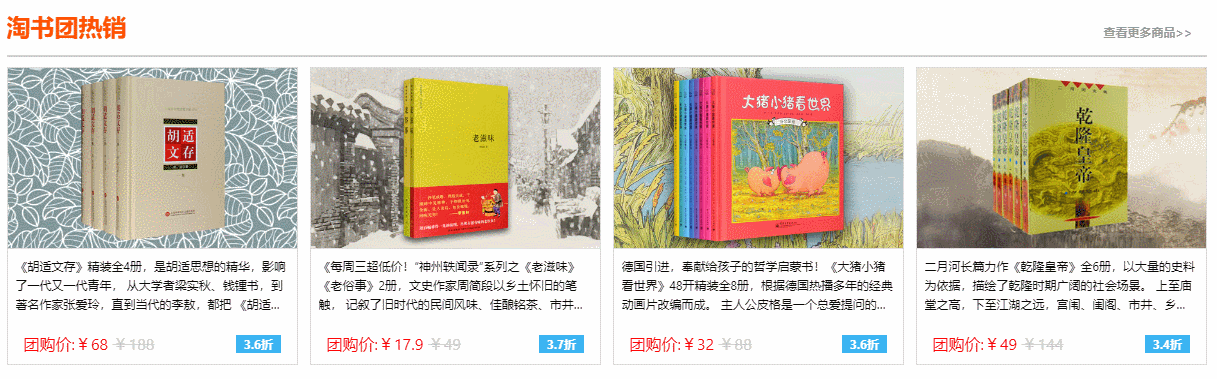 淘书团热销
查看更多商品>>
胡适
文存
老滋味
大猪小猪看世界
乾隆皇帝
《胡适文存》精装全4册，是胡适思想的精华，影响
了一代又一代青年， 从大学者梁实秋、钱锺书，到
著名作家张爱玲，直到当代的李敖，都把 《胡适...
团购价:￥68 ￥188
3.6折
《每周三超低价！“神州轶闻录”系列之《老滋味》
《老俗事》2册，文史作家周简段以乡土怀旧的笔
触， 记叙了旧时代的民间风味、佳酿铭茶、市井...
团购价:￥17.9 ￥49
3.7折
德国引进，奉献给孩子的哲学启蒙书！《大猪小猪
看世界》48开精装全8册，根据德国热播多年的经典
动画片改编而成。 主人公皮格是一个总爱提问的...
团购价:￥32 ￥88
3.6折
二月河长篇力作《乾隆皇帝》全6册，以大量的史料
为依据，描绘了乾隆时期广阔的社会场景。 上至庙
堂之高，下至江湖之远，宫闱、闺阁、市井、乡...
团购价:￥49 ￥144
3.4折